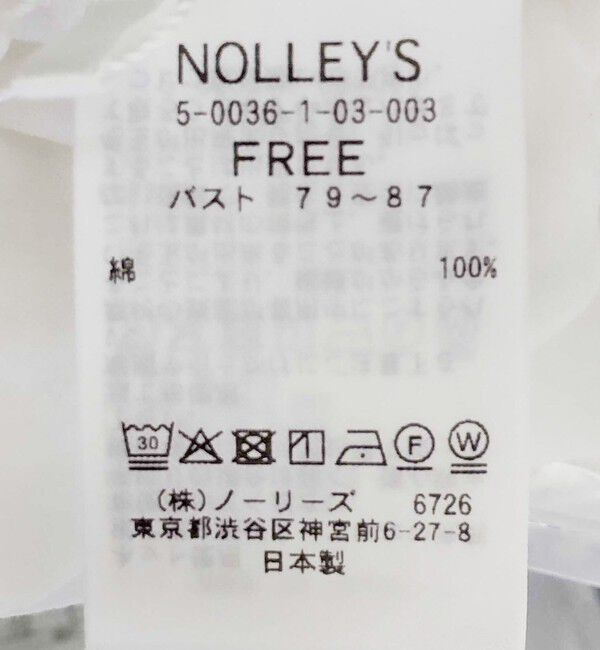 NOLLEY'S
5-0036-1-03-003
FREE
バスト 79～87
綿 100%
30 F W
(株)ノーリーズ 6726
東京都渋谷区神宮前6-27-8
日本製